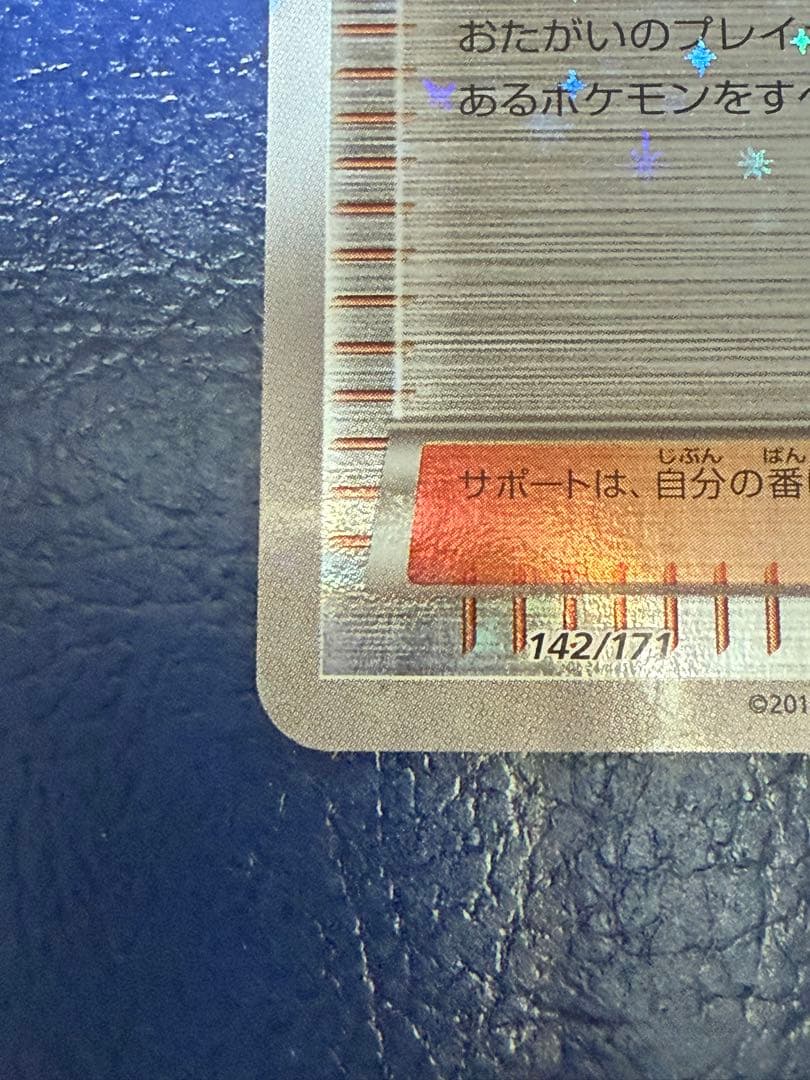 おたがいのプレイ
あるポケモンをすべ
じぶん ばん
サポートは、自分の番
142/171
©201